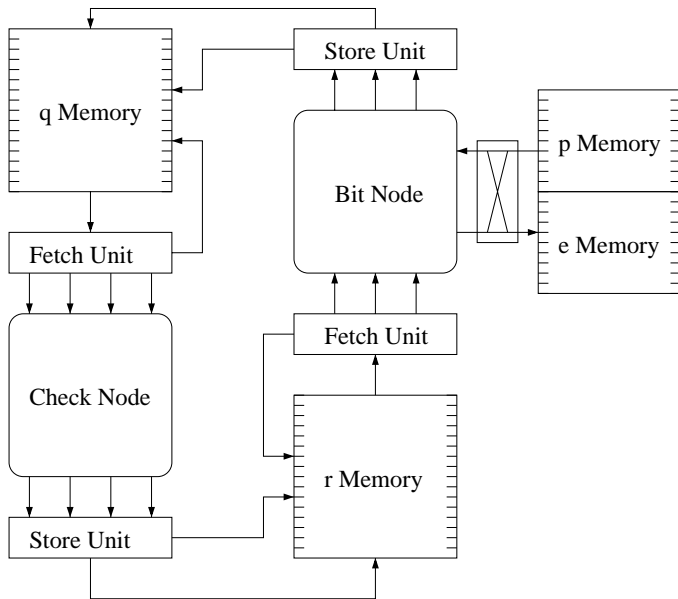 Store Unit
q Memory
p Memory
Bit Node
e Memory
Fetch Unit
Fetch Unit
Check Node
r Memory
Store Unit